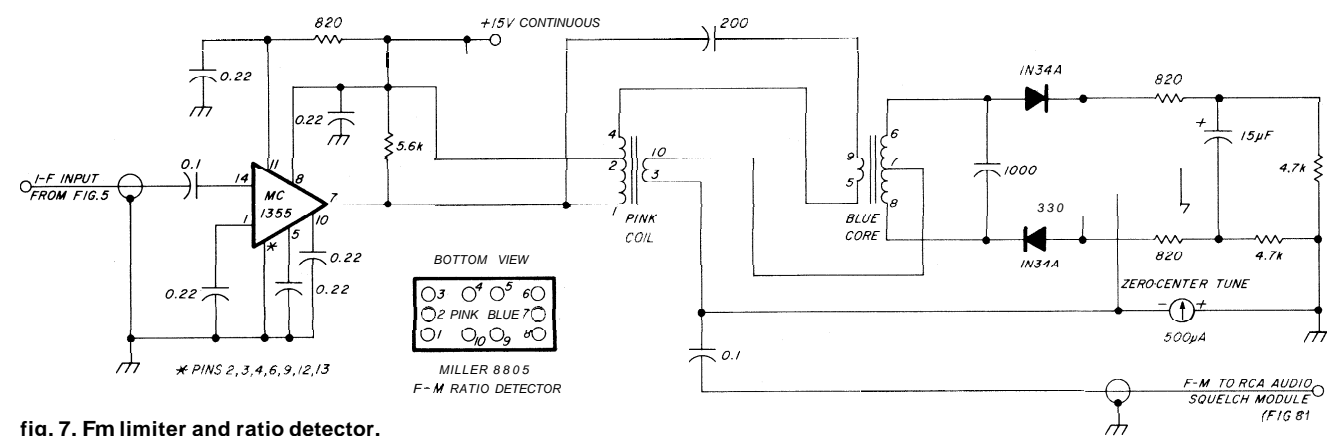 820
+15V CONTINUOUS
200
0.22
1N34A
820
0.22
5.6k
4
2
1
10
3
9
5
6
7
8
1000
+
15µF
4.7k
I-F INPUT
FROM FIG.5
0.1
14
11
8
MC
1355
7
1
*
5
10
PINK
COIL
BLUE
CORE
330
1N34A
820
4.7k
0.22
0.22
0.22
BOTTOM VIEW
3 4 5 6
2 PINK BLUE 7
1 10 9 8
ZERO-CENTER TUNE
- +
500µA
0.1
* PINS 2,3,4,6,9,12,13
MILLER 8805
F-M RATIO DETECTOR
F-M TO RCA AUDIO
SQUELCH MODULE
(FIG 81
fig. 7. Fm limiter and ratio detector.